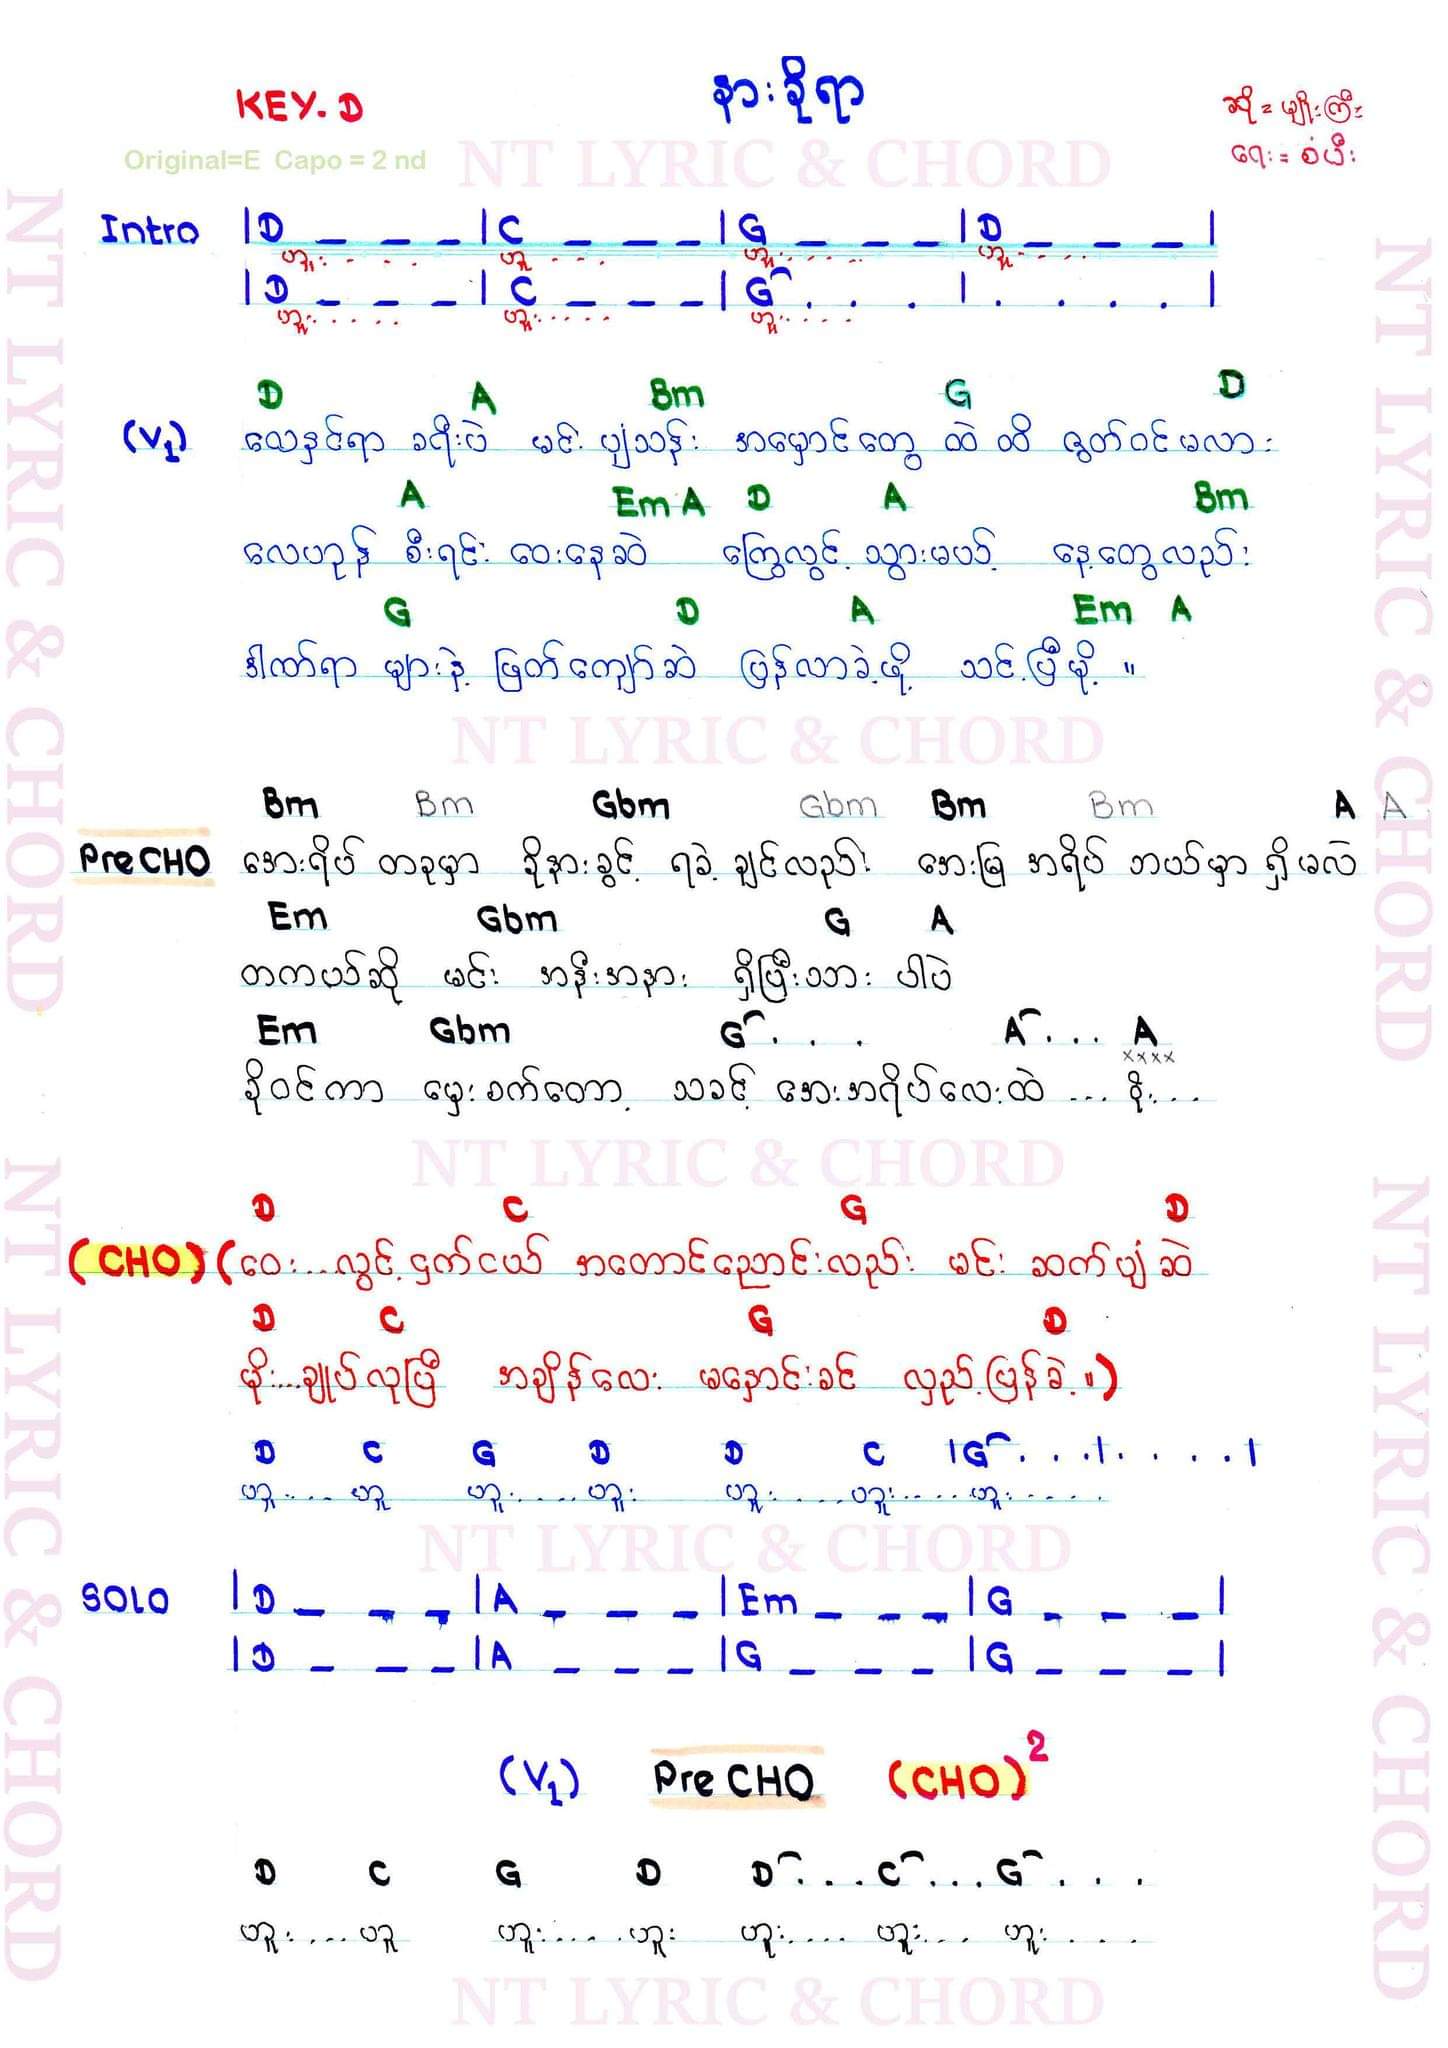 နားခိုရာ
KEY. D
ဆို = မျိုးကြီး
ရေး = စံပီး
Original=E Capo = 2 nd
NT LYRIC & CHORD
Intro |D _ _ _ |C _ _ _ |G _ _ _ |D _ _ _ |
ဟူး..... ဟူ .... ဟူး...... ဟူး.....
|D _ _ _ |C _ _ _ |G . . . | . . . . |
ဟူး..... ဟူး..... ဟူး.....
D A Bm G D
(V1) လေနှင်ရာ ခရီးပဲ မင်း ပျံသန်း အမှောင်တွေ ထဲ ထိ ဇွတ်ဝင်မလား
A Em A D A Bm
လေဟုန် စီးရင်း ဝေးနေခဲ ကြွေလွင့် သွားမယ့် နေ့တွေလည်း
G D A Em A
ဒါဏ်ရာ များနဲ့ ဖြတ်ကျော်ဆဲ ပြန်လာခဲ့ဖို့ သင့်ပြီမို့ ။
NT LYRIC & CHORD
Bm Bm Gbm Gbm Bm Bm A A
Pre CHO အေးရိပ် တခုမှာ ခိုနားခွင့် ရခဲ့ ချင်လည်း အေးမြ အရိပ် ဘယ်မှာ ရှိမလဲ
Em Gbm G A
တကယ်ဆို မင်း အနီးအနား ရှိပြီးသား ပါပဲ
Em Gbm G . . . A . . . A
xxxx
ခိုဝင်ကာ မှေးစက်တော့ သခင့် အေးအရိပ်လေးထဲ ... ခိုး...
NT LYRIC & CHORD
D C G D
(CHO) (ဝေး...လွင့် ငှက်ငယ် အတောင်ညောင်းလည်း မင်း ဆက်ပျံ ဆဲ
D C G D
မိုး...ချုပ်လုပြီ အချိန်လေး မနှောင်းခင် လှည့်ပြန်ခဲ့ ။)
D C G D D C |G . . . | . . . . |
ဟူး.... ဟူ ဟူး..... ဟူး ဟူး..... ဟူး..... ဟူး.....
NT LYRIC & CHORD
SOLO |D _ _ _ |A _ _ _ |Em _ _ _ |G _ _ _ |
|D _ _ _ |A _ _ _ |G _ _ _ |G _ _ _ |
(V1) Pre CHO (CHO)2
D C G D D . . . C . . . G . . .
ဟူး.... ဟူ ဟူး..... ဟူး ဟူး..... ဟူး... ဟူး ....
NT LYRIC & CHORD
NT LYRIC & CHORD
NT LYRIC & CHORD
NT LYRIC & CHORD
NT LYRIC & CHORD